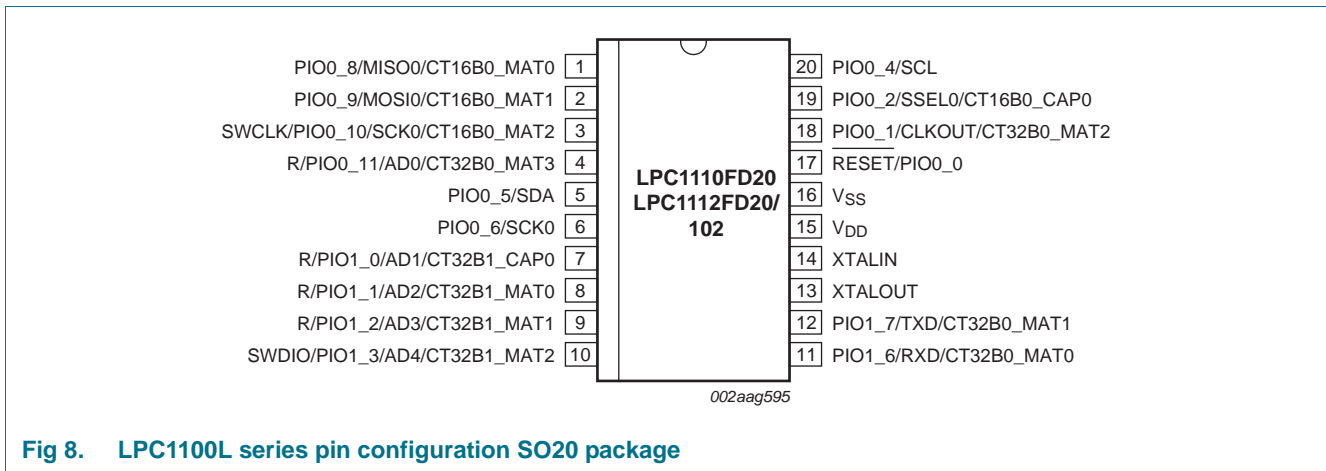 PIO0_8/MISO0/CT16B0_MAT0 1
PIO0_9/MOSI0/CT16B0_MAT1 2
SWCLK/PIO0_10/SCK0/CT16B0_MAT2 3
R/PIO0_11/AD0/CT32B0_MAT3 4
PIO0_5/SDA 5
PIO0_6/SCK0 6
R/PIO1_0/AD1/CT32B1_CAP0 7
R/PIO1_1/AD2/CT32B1_MAT0 8
R/PIO1_2/AD3/CT32B1_MAT1 9
SWDIO/PIO1_3/AD4/CT32B1_MAT2 10
LPC1110FD20
LPC1112FD20/
102
20 PIO0_4/SCL
19 PIO0_2/SSEL0/CT16B0_CAP0
18 PIO0_1/CLKOUT/CT32B0_MAT2
17 RESET/PIO0_0
16 VSS
15 VDD
14 XTALIN
13 XTALOUT
12 PIO1_7/TXD/CT32B0_MAT1
11 PIO1_6/RXD/CT32B0_MAT0
002aag595
Fig 8. LPC1100L series pin configuration SO20 package